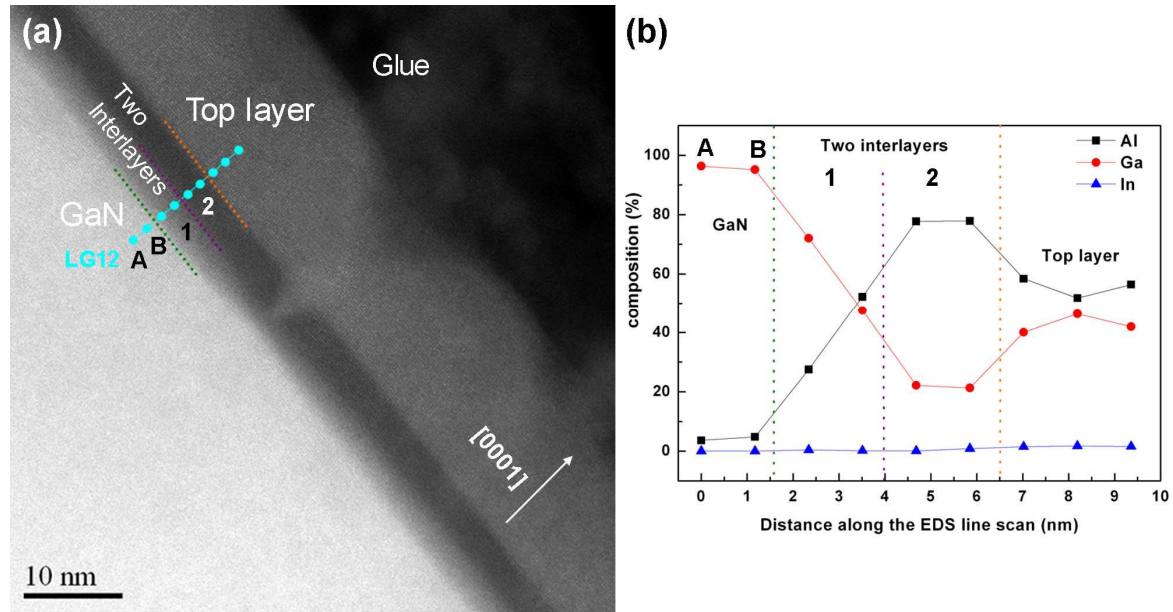 (a)
Glue
Two
Interlayers
Top layer
GaN
1
2
A
B
LG12
[0001]
10 nm
(b)
Al
Ga
In
A
B
Two interlayers
1
2
GaN
Top layer
composition (%)
100
80
60
40
20
0
0 1 2 3 4 5 6 7 8 9 10
Distance along the EDS line scan (nm)